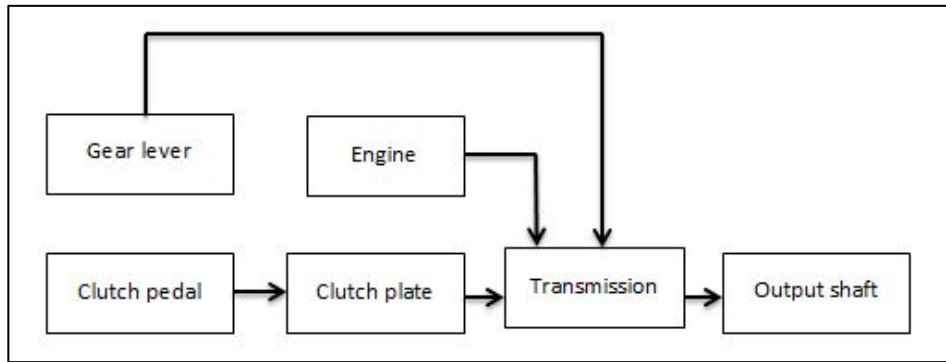 Gear lever
Engine
Clutch pedal
Clutch plate
Transmission
Output shaft